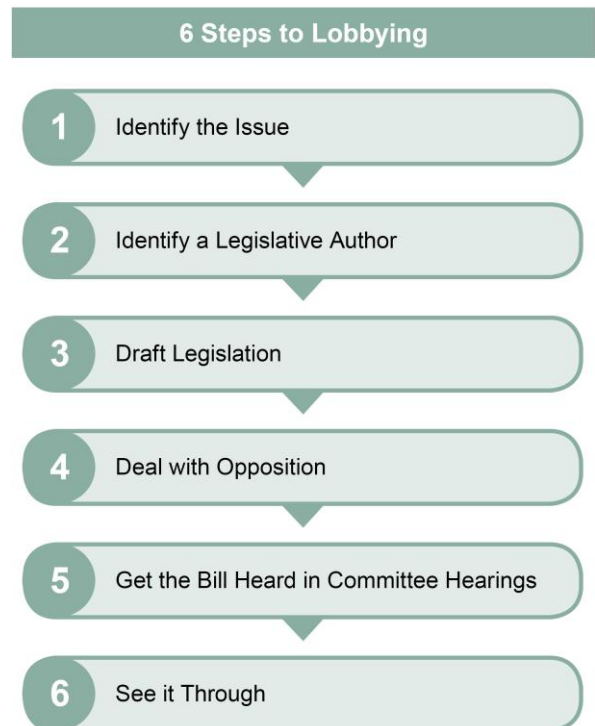 6 Steps to Lobbying
1 Identify the Issue
2 Identify a Legislative Author
3 Draft Legislation
4 Deal with Opposition
5 Get the Bill Heard in Committee Hearings
6 See it Through